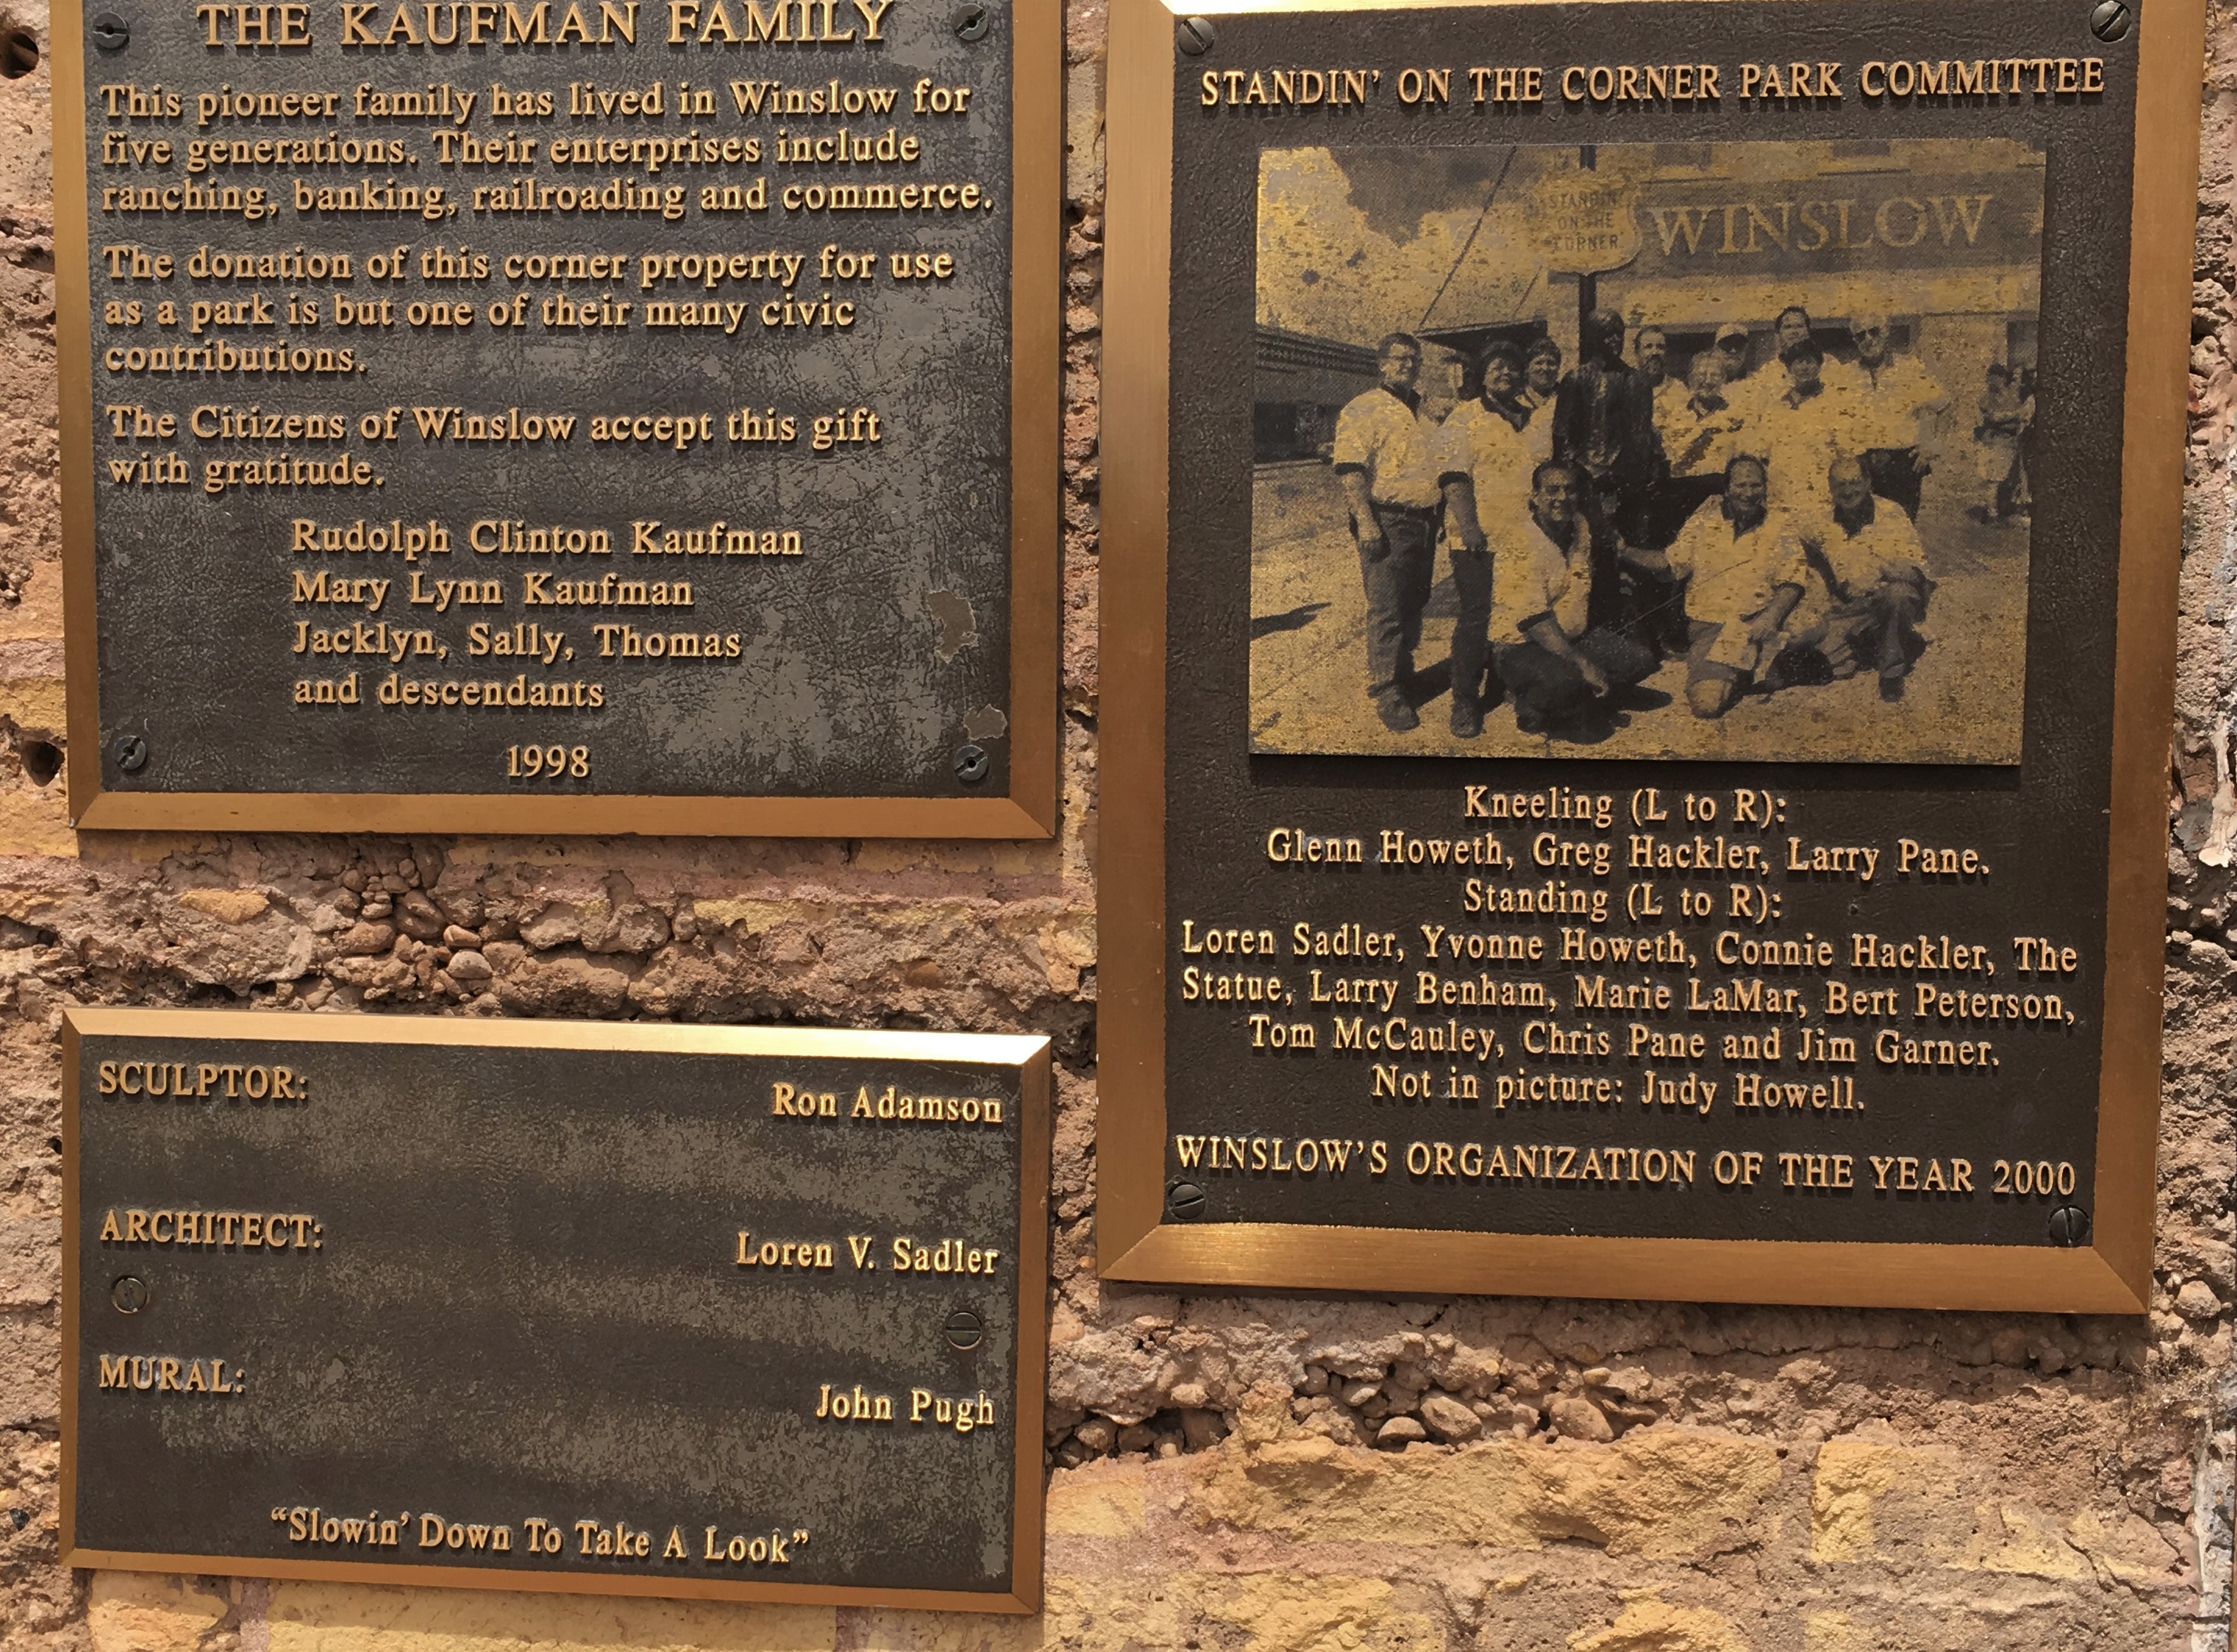 THE KAUFMAN FAMILY
This pioneer family has lived in Winslow for
five generations. Their enterprises include
ranching, banking, railroading and commerce.
The donation of this corner property for use
as a park is but one of their many civic
contributions.
The Citizens of Winslow accept this gift
with gratitude.
Rudolph Clinton Kaufman
Mary Lynn Kaufman
Jacklyn, Sally, Thomas
and descendants
1998
SCULPTOR: Ron Adamson
ARCHITECT: Loren V. Sadler
MURAL: John Pugh
“Slowin’ Down To Take A Look”
STANDIN’ ON THE CORNER PARK COMMITTEE
STANDIN’
ON THE
CORNER
WINSLOW
Kneeling (L to R):
Glenn Howeth, Greg Hackler, Larry Pane.
Standing (L to R):
Loren Sadler, Yvonne Howeth, Connie Hackler, The
Statue, Larry Benham, Marie LaMar, Bert Peterson,
Tom McCauley, Chris Pane and Jim Garner.
Not in picture: Judy Howell.
WINSLOW’S ORGANIZATION OF THE YEAR 2000